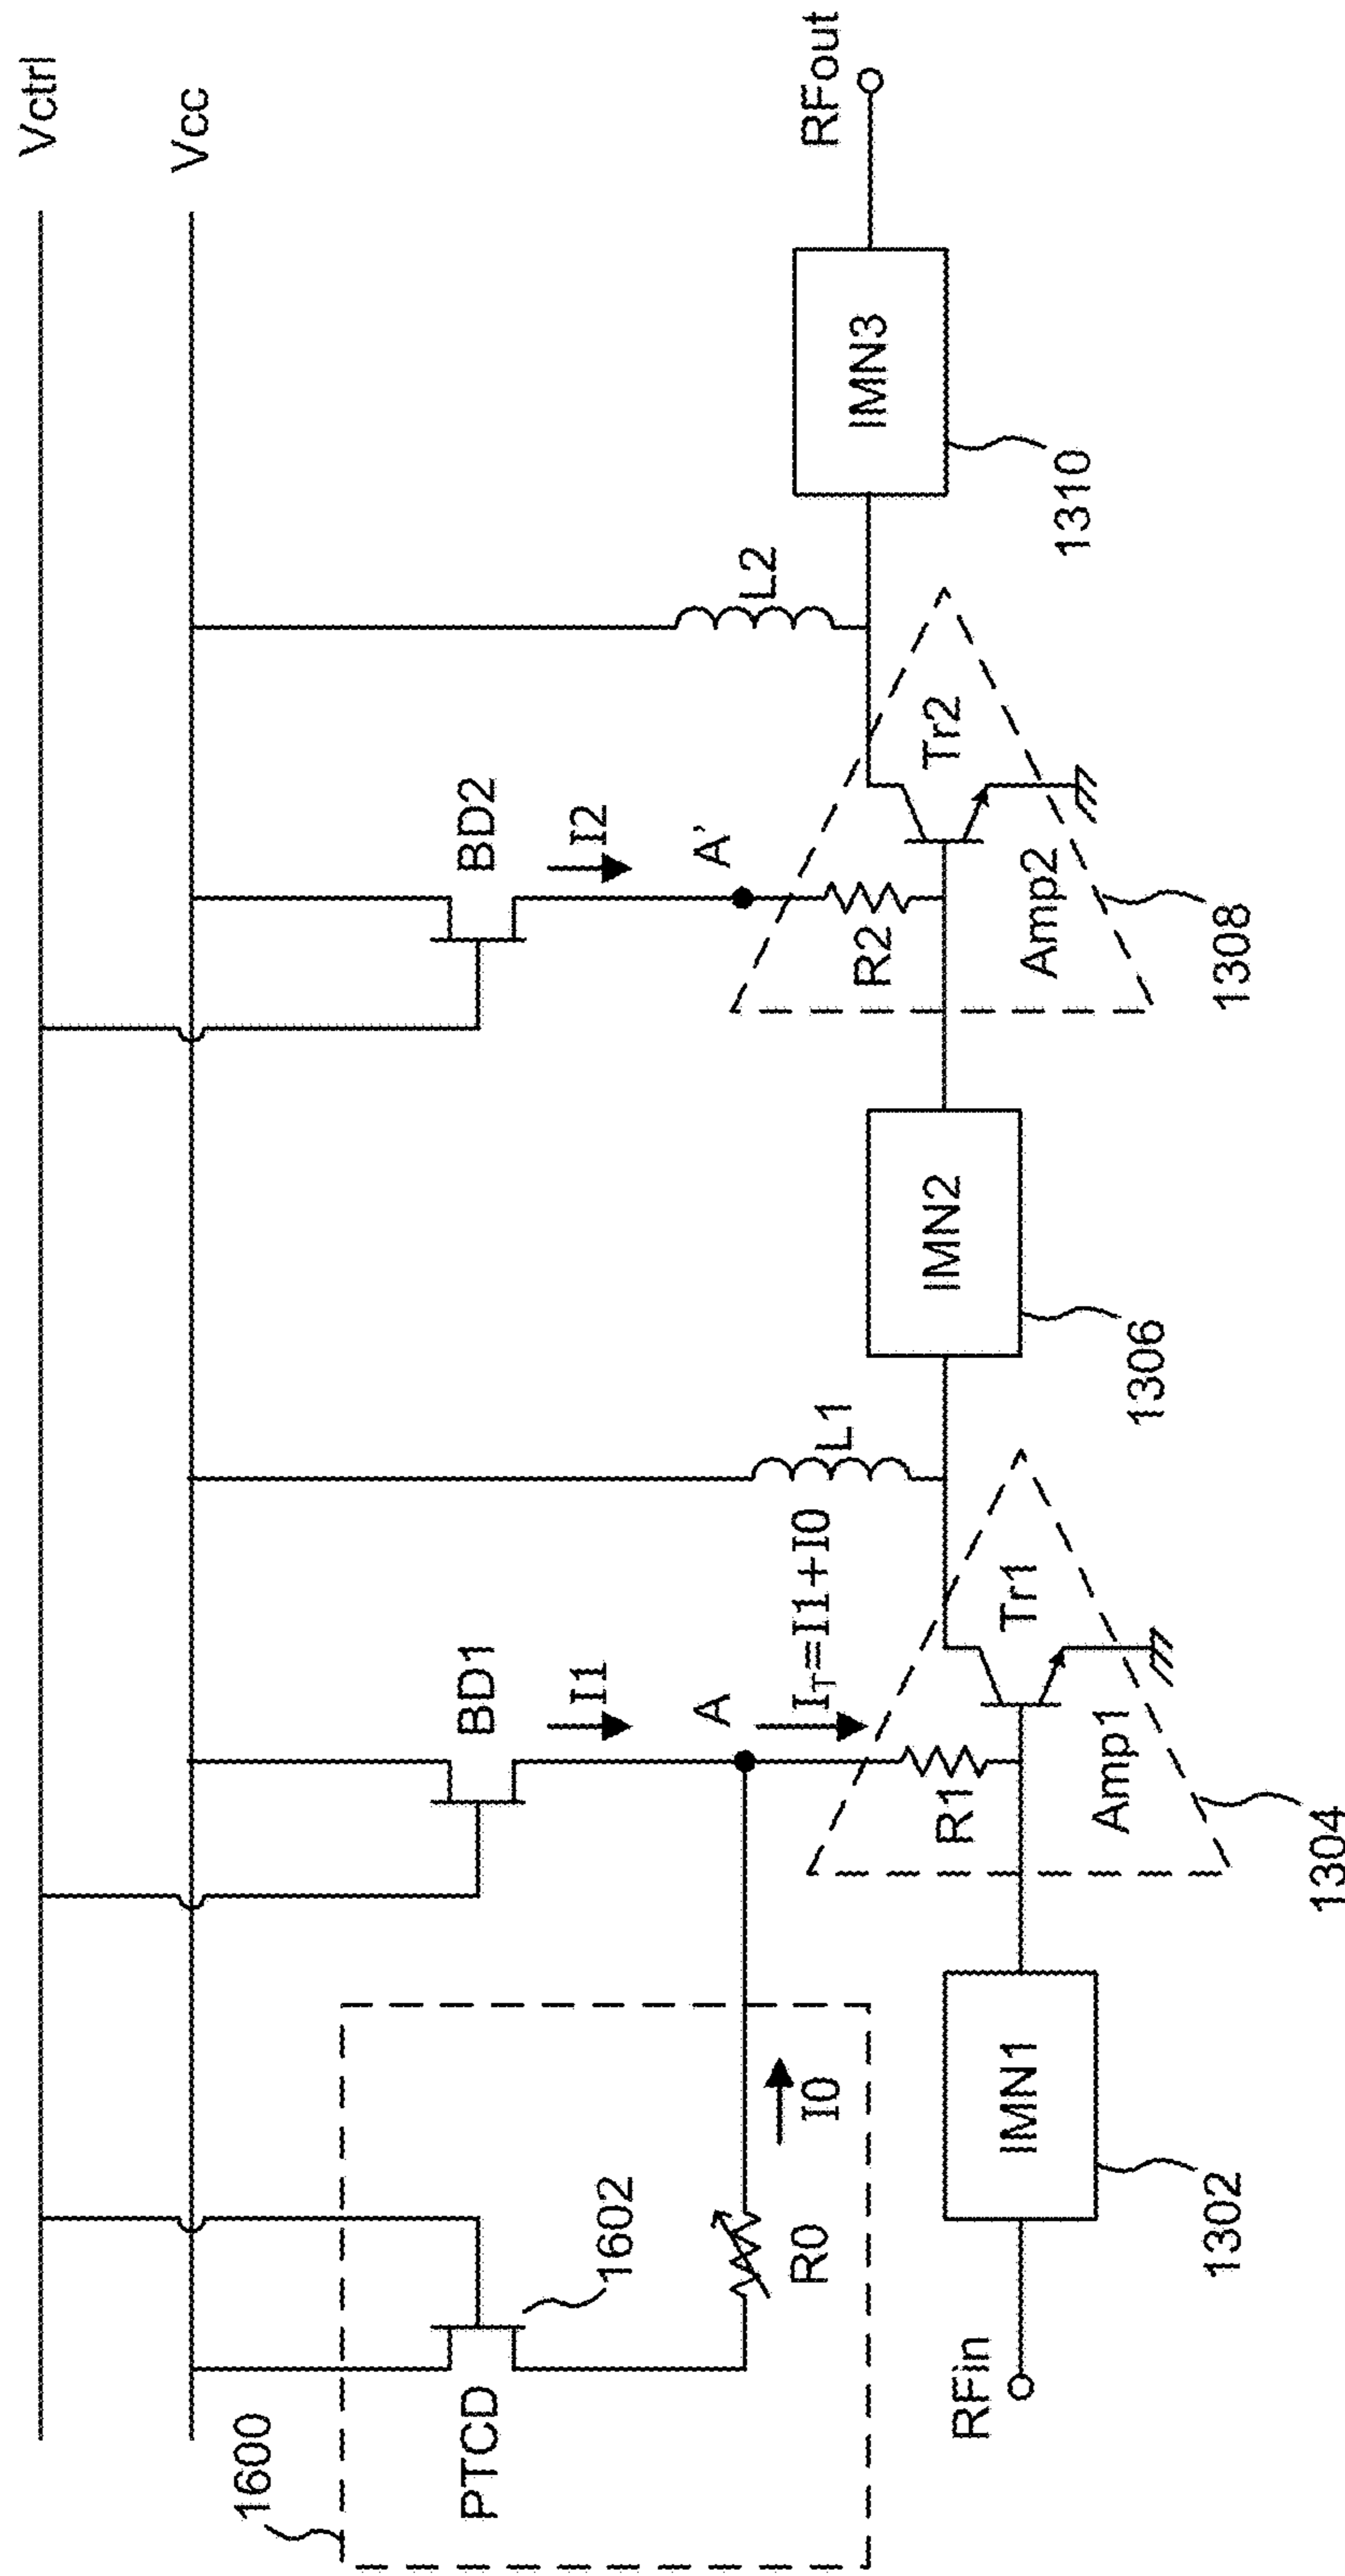 Vctrl
Vcc
1600
PTCD
1602
R0
I0
BD1
I1
A
I_T=I1+I0
L1
BD2
I2
A'
L2
RFin
IMN1
1302
R1
Tr1
Amp1
1304
IMN2
1306
R2
Tr2
Amp2
1308
IMN3
1310
RFout